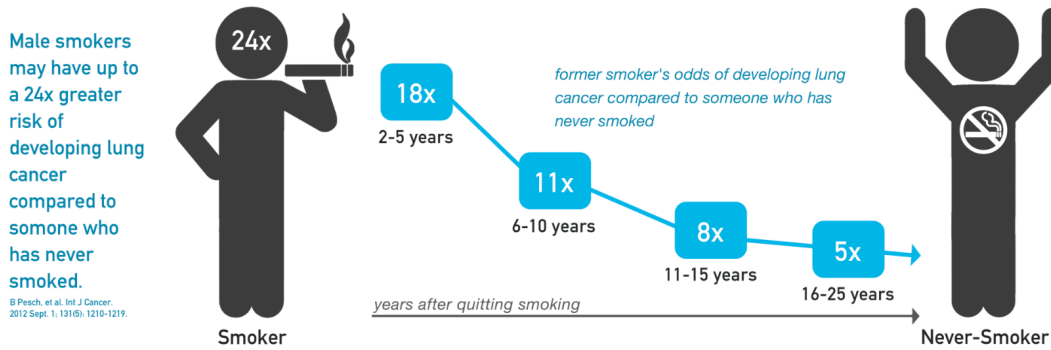 Male smokers
may have up to
a 24x greater
risk of
developing lung
cancer
compared to
somone who
has never
smoked.
B Pesch, et al. Int J Cancer.
2012 Sept. 1; 131(5): 1210-1219.
24x
Smoker
18x
2-5 years
former smoker's odds of developing lung
cancer compared to someone who has
never smoked
11x
6-10 years
8x
11-15 years
5x
16-25 years
years after quitting smoking
Never-Smoker